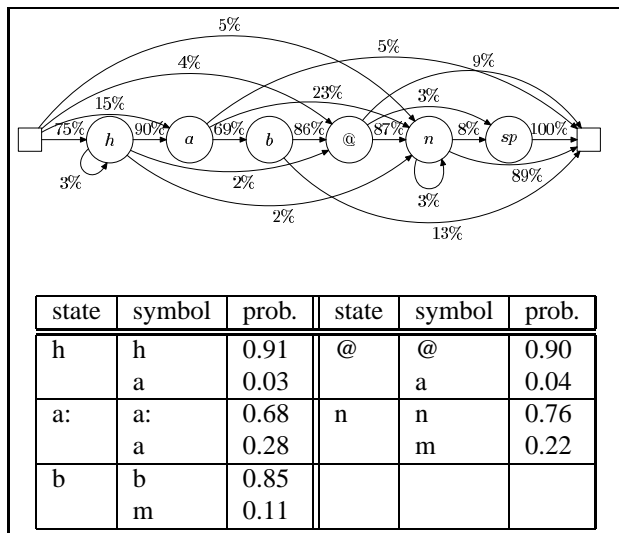 5%
5%
4%
9%
23%
3%
15%
75%
h
90%
a
69%
b
86%
@
87%
n
8%
sp
100%
3%
2%
2%
3%
89%
13%
state symbol prob. state symbol prob.
h h 0.91 @ @ 0.90
a 0.03 a 0.04
a: a: 0.68 n n 0.76
a 0.28 m 0.22
b b 0.85
m 0.11